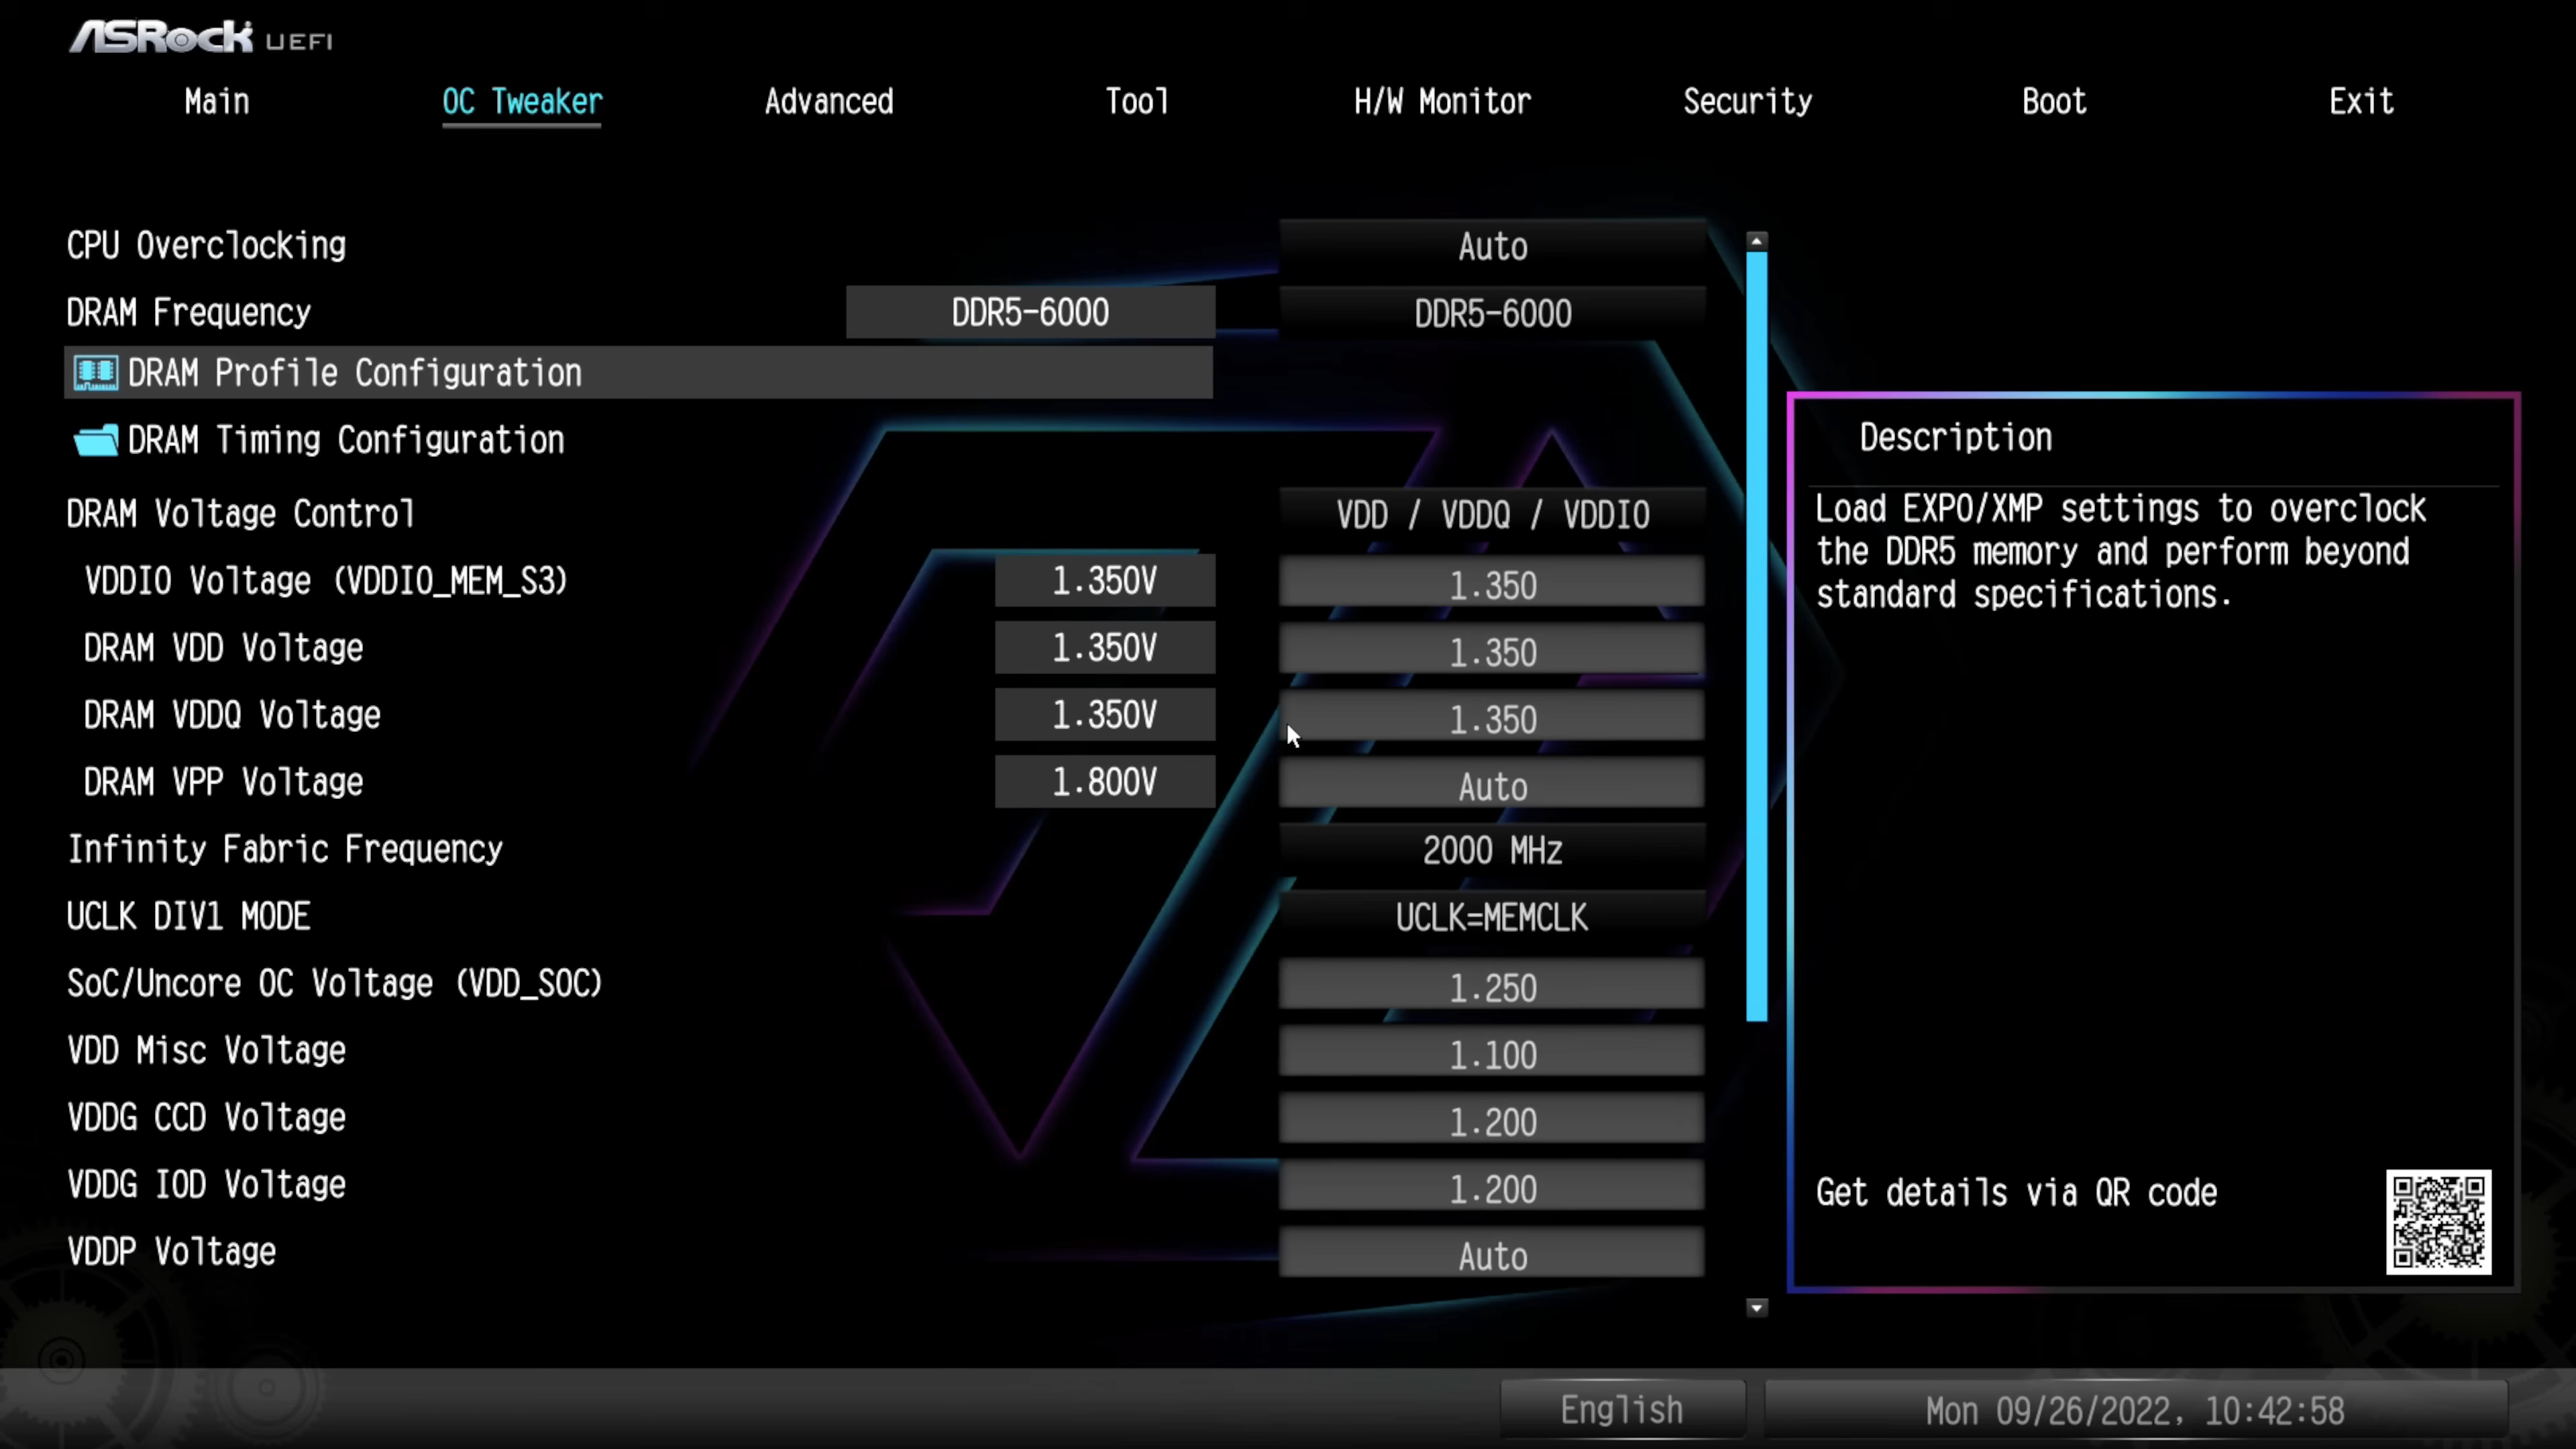 ASRock UEFI
Main OC Tweaker Advanced Tool H/W Monitor Security Boot Exit
CPU Overclocking Auto
DRAM Frequency DDR5-6000 DDR5-6000
DRAM Profile Configuration
DRAM Timing Configuration
DRAM Voltage Control VDD / VDDQ / VDDIO
VDDIO Voltage (VDDIO_MEM_S3) 1.350V 1.350
DRAM VDD Voltage 1.350V 1.350
DRAM VDDQ Voltage 1.350V 1.350
DRAM VPP Voltage 1.800V Auto
Infinity Fabric Frequency 2000 MHz
UCLK DIV1 MODE UCLK=MEMCLK
SoC/Uncore OC Voltage (VDD_SOC) 1.250
VDD Misc Voltage 1.100
VDDG CCD Voltage 1.200
VDDG IOD Voltage 1.200
VDDP Voltage Auto
Description
Load EXPO/XMP settings to overclock
the DDR5 memory and perform beyond
standard specifications.
Get details via QR code
English Mon 09/26/2022, 10:42:58